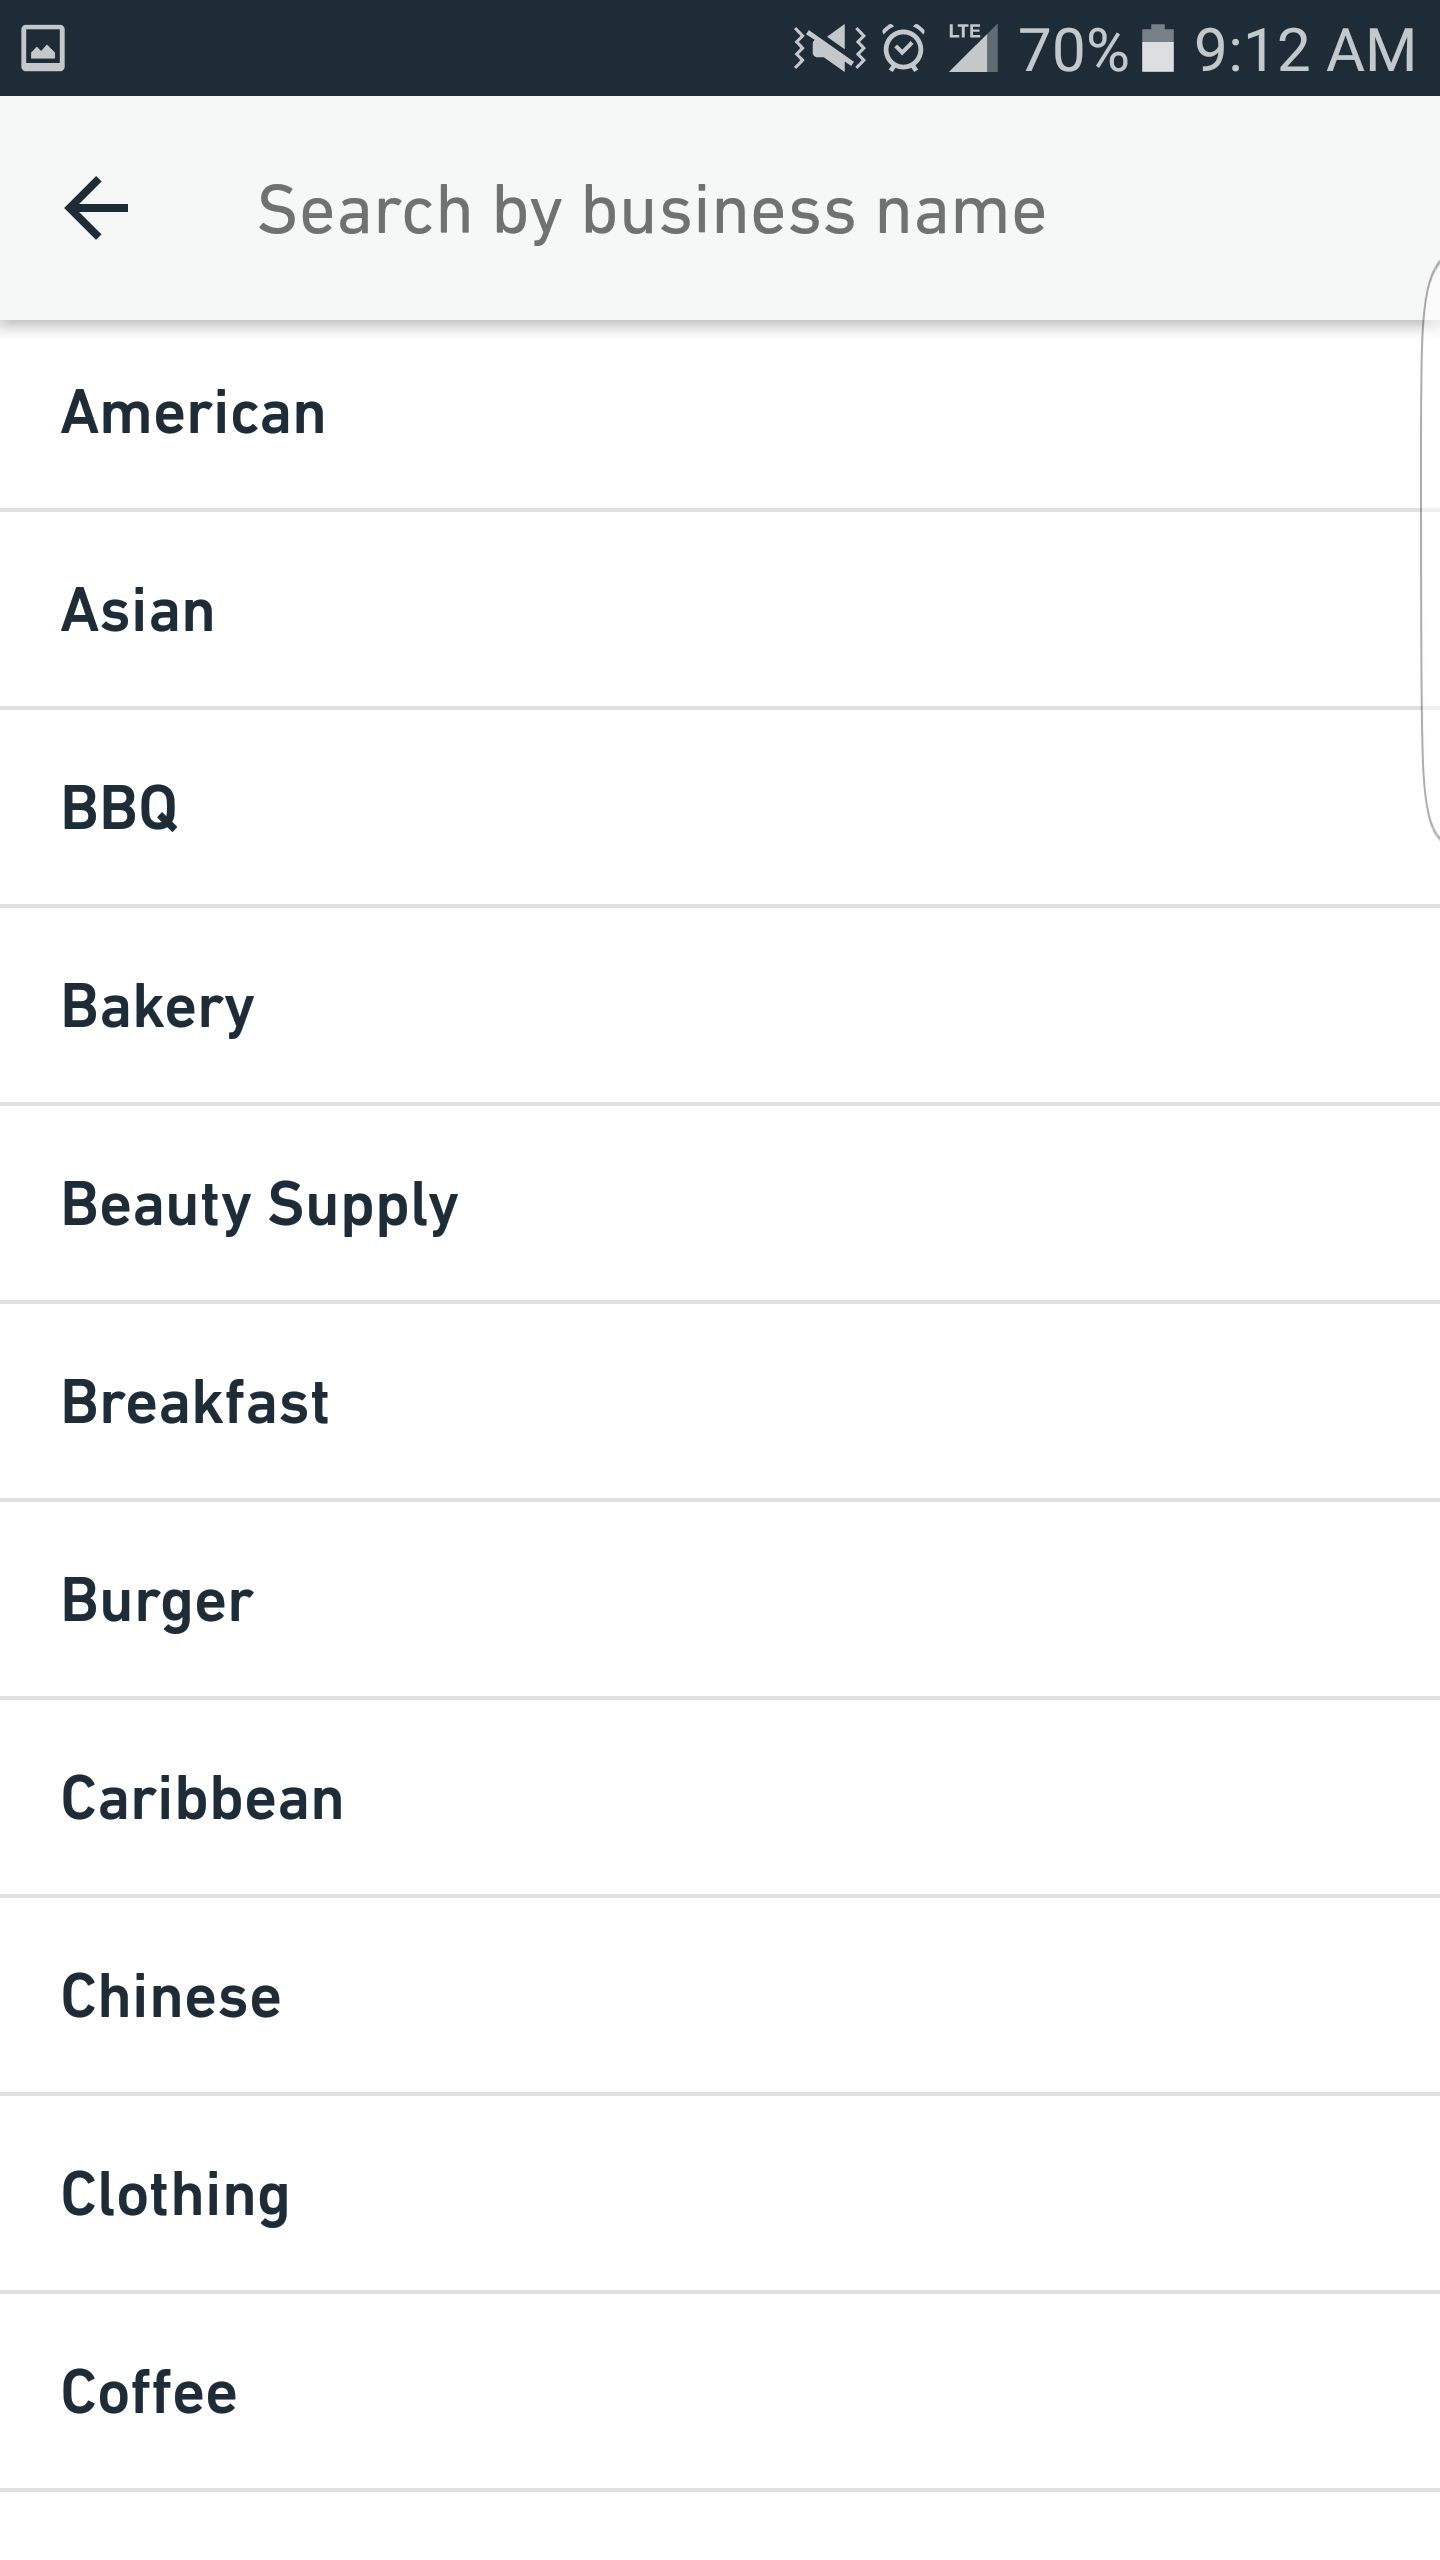 LTE 70% 9:12 AM
Search by business name
American
Asian
BBQ
Bakery
Beauty Supply
Breakfast
Burger
Caribbean
Chinese
Clothing
Coffee